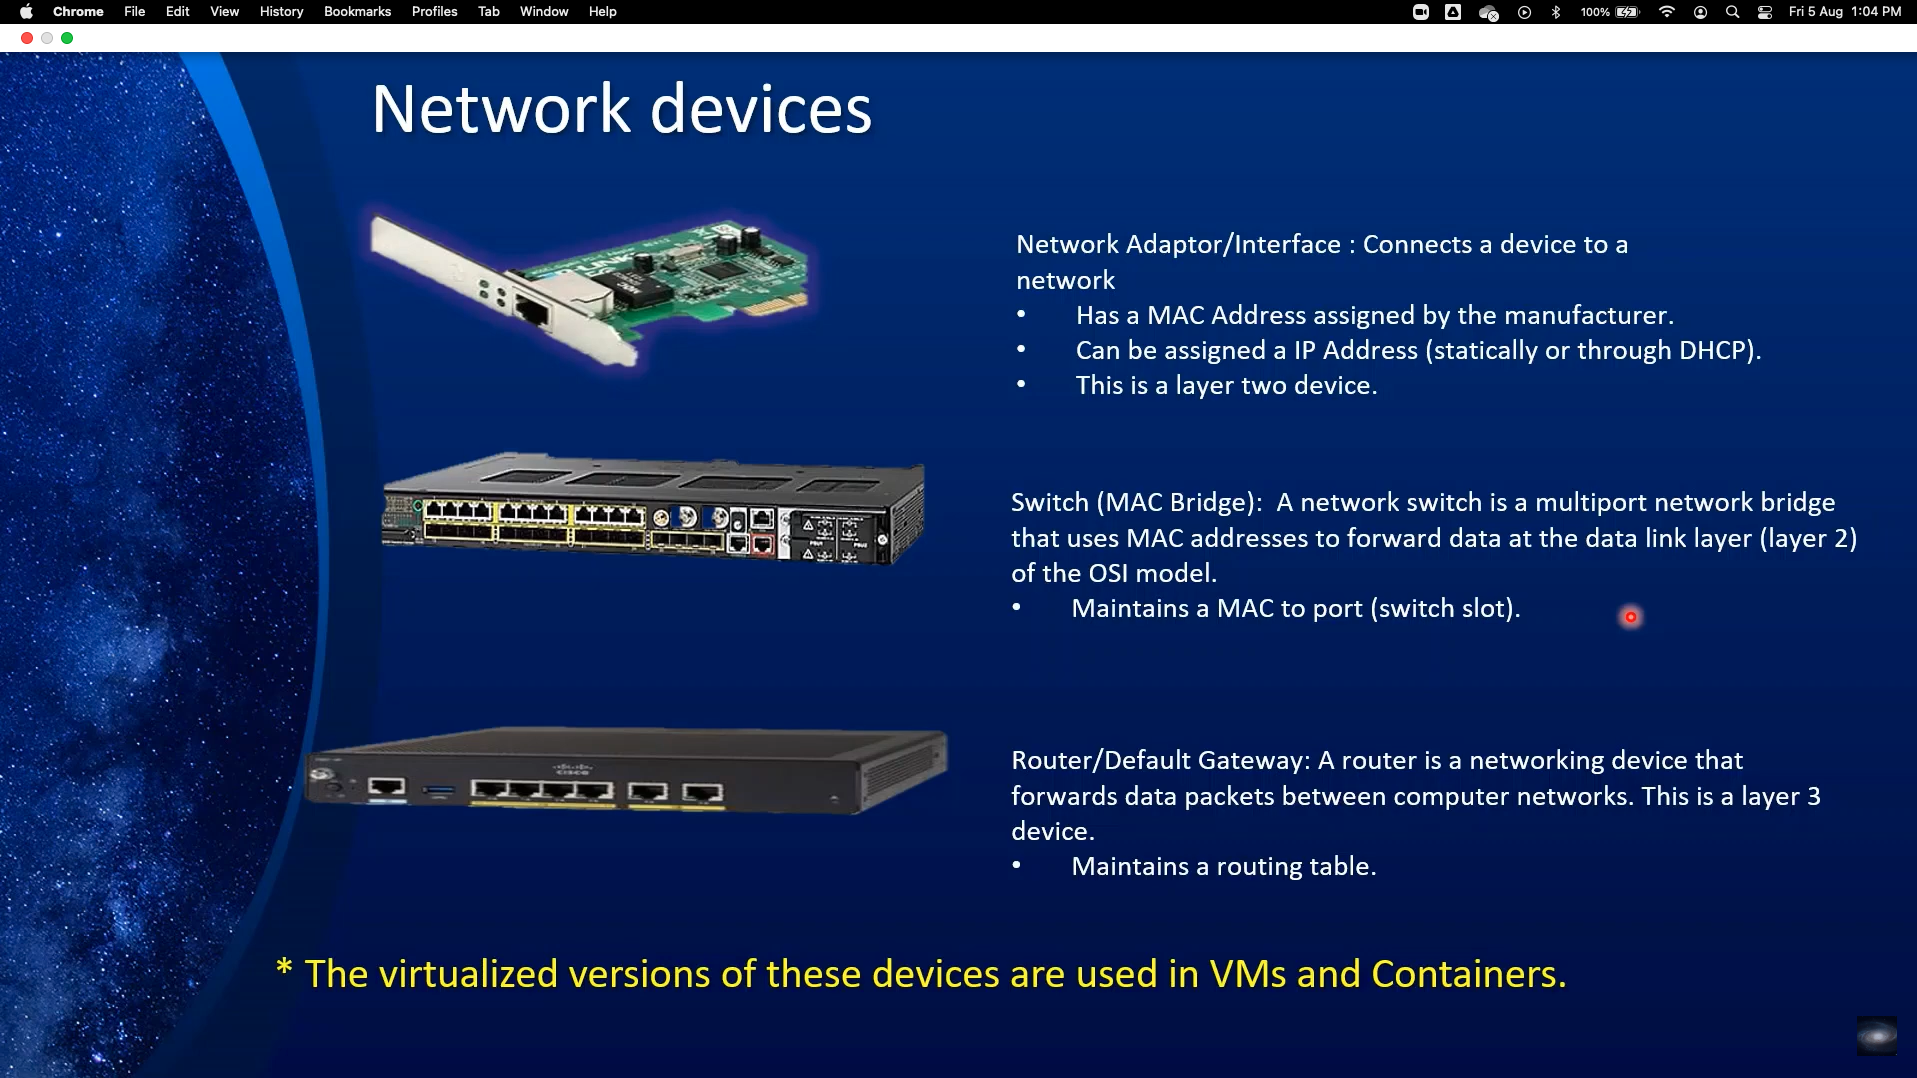 Chrome File Edit View History Bookmarks Profiles Tab Window Help 100% Fri 5 Aug 1:04 PM
Network devices
Network Adaptor/Interface : Connects a device to a
network
• Has a MAC Address assigned by the manufacturer.
• Can be assigned a IP Address (statically or through DHCP).
• This is a layer two device.
Switch (MAC Bridge): A network switch is a multiport network bridge
that uses MAC addresses to forward data at the data link layer (layer 2)
of the OSI model.
• Maintains a MAC to port (switch slot).
CISCO
Router/Default Gateway: A router is a networking device that
forwards data packets between computer networks. This is a layer 3
device.
• Maintains a routing table.
* The virtualized versions of these devices are used in VMs and Containers.